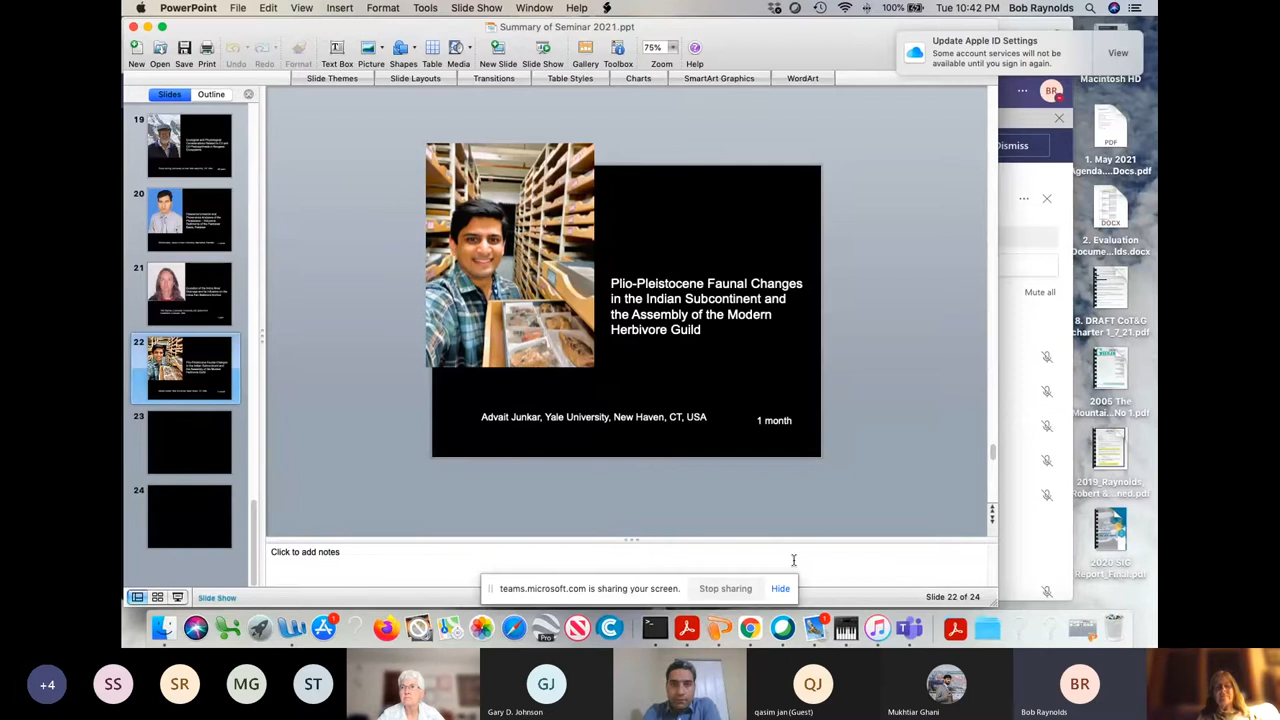 PowerPoint File Edit View Insert Format Tools Slide Show Window Help
100% Tue 10:42 PM Bob Raynolds
Summary of Seminar 2021.ppt
New Open Save Print Undo Redo Format Text Box Picture Shapes Table Media New Slide Slide Show Gallery Toolbox Zoom Help
75%
Slide Themes Slide Layouts Transitions Table Styles Charts SmartArt Graphics WordArt
Update Apple ID Settings
Some account services will not be
available until you sign in again.
View
Macintosh HD
BR
Slides Outline
19
20
21
22
23
24
Plio-Pleistocene Faunal Changes
in the Indian Subcontinent and
the Assembly of the Modern
Herbivore Guild
Advait Junkar, Yale University, New Haven, CT, USA
1 month
Dismiss
Mute all
PDF
1. May 2021
Agenda....Docs.pdf
DOCX
2. Evaluation
Docume...lds.docx
8. DRAFT CoT&G
charter 1_7_21.pdf
2005 The
Mountai...No 1.pdf
2019_Raynolds,
Robert &...ned.pdf
2020 SIG
Report_Final.pdf
Click to add notes
teams.microsoft.com is sharing your screen. Stop sharing Hide
Slide Show
Slide 22 of 24
Pro
+4 SS SR MG ST GJ QJ BR
Gary D. Johnson
qasim jan (Guest)
Mukhtiar Ghani
Bob Raynolds